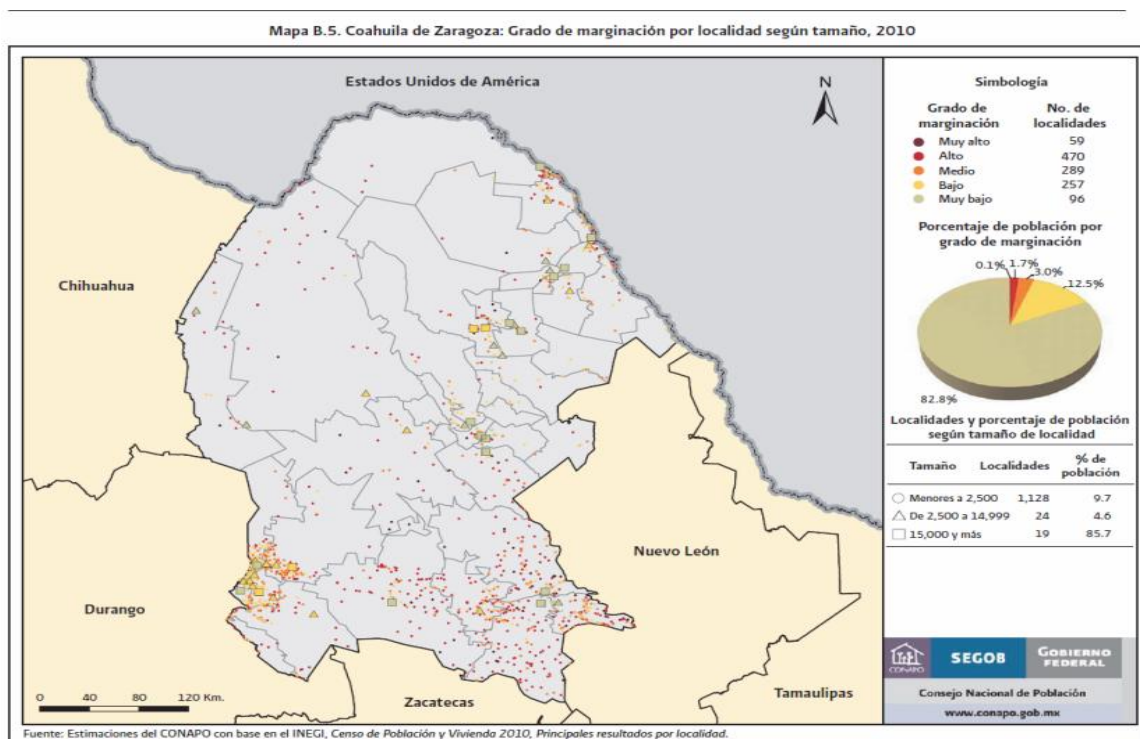 Mapa B.5. Coahuila de Zaragoza: Grado de marginación por localidad según tamaño, 2010
Estados Unidos de América
N
Chihuahua
Durango
Nuevo León
Zacatecas
Tamaulipas
0 40 80 120 Km.
Simbología
Grado de marginación No. de localidades
Muy alto 59
Alto 470
Medio 289
Bajo 257
Muy bajo 96
Porcentaje de población por
grado de marginación
0.1% 1.7%
3.0%
12.5%
82.8%
Localidades y porcentaje de población
según tamaño de localidad
Tamaño Localidades % de población
Menores a 2,500 1,128 9.7
De 2,500 a 14,999 24 4.6
15,000 y más 19 85.7
CONAPO
SEGOB
GOBIERNO
FEDERAL
Consejo Nacional de Población
www.conapo.gob.mx
Fuente: Estimaciones del CONAPO con base en el INEGI, Censo de Población y Vivienda 2010, Principales resultados por localidad.